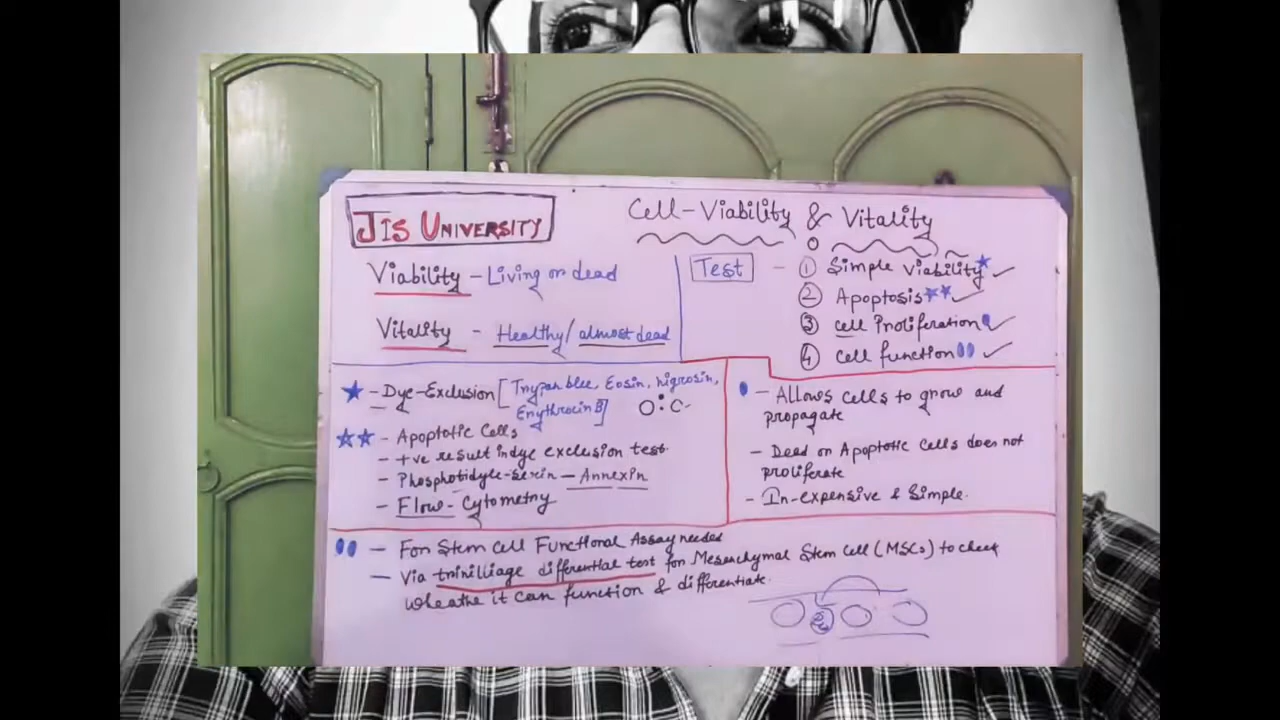 JIS UNIVERSITY
Cell-Viability & Vitality
Viability - Living or dead
Vitality - Healthy/almost dead
Test - ① Simple Viability
② Apoptosis
③ cell Proliferation
④ cell function
- Dye-Exclusion [Trypan blue, Eosin, nigrosin,
Erythrocin B]
- Apoptotic Cells
- +ve result in dye exclusion test.
- Phosphotidyle-serin - Annexin
- Flow-Cytometry
- Allows cells to grow and
propagate
- Dead or Apoptotic cells does not
proliferate
- In-expensive & Simple.
- For Stem Cell Functional Assay needed
- Via trinilliage differential test for Mesenchymal Stem Cell (MSCs) to check
wheathe it can function & differentiate.